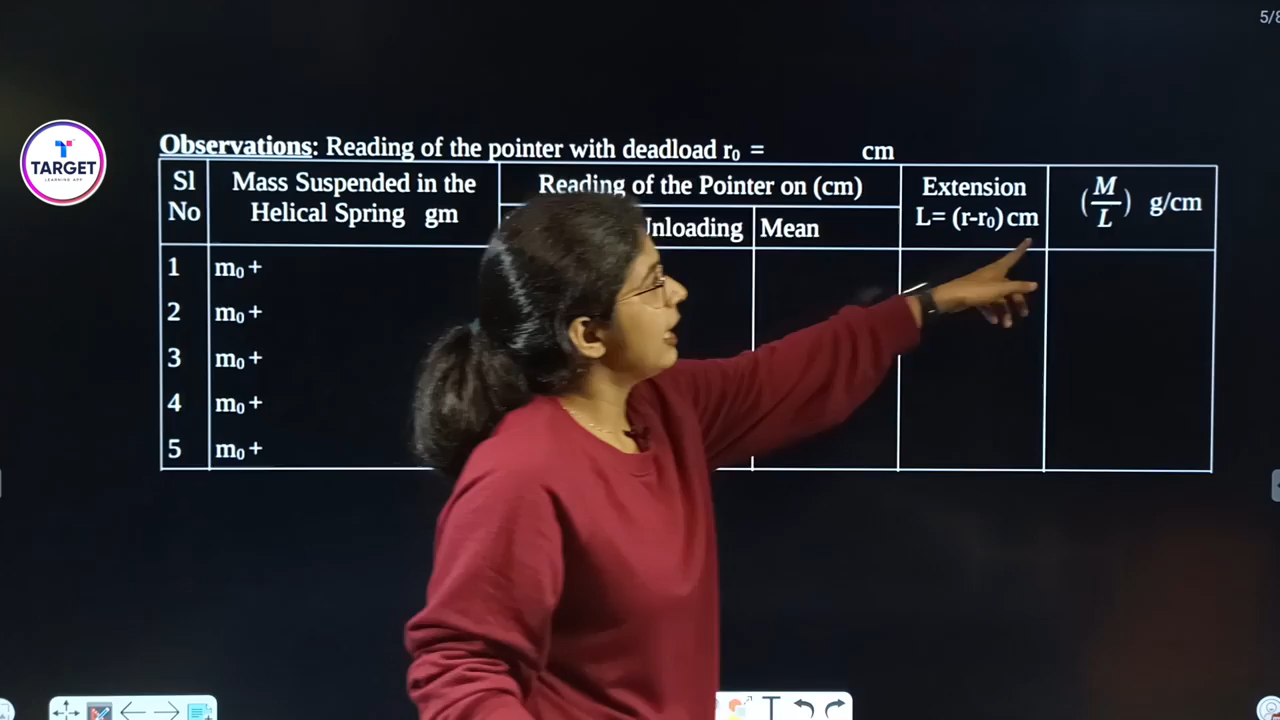 5/8
TARGET
LEARNING APP
Observations: Reading of the pointer with deadload r₀ = cm
Sl No
Mass Suspended in the Helical Spring gm
Reading of the Pointer on (cm)
Mean
Extension L= (r-r₀) cm
(M/L) g/cm
1 m₀ +
2 m₀ +
3 m₀ +
4 m₀ +
5 m₀ +
T